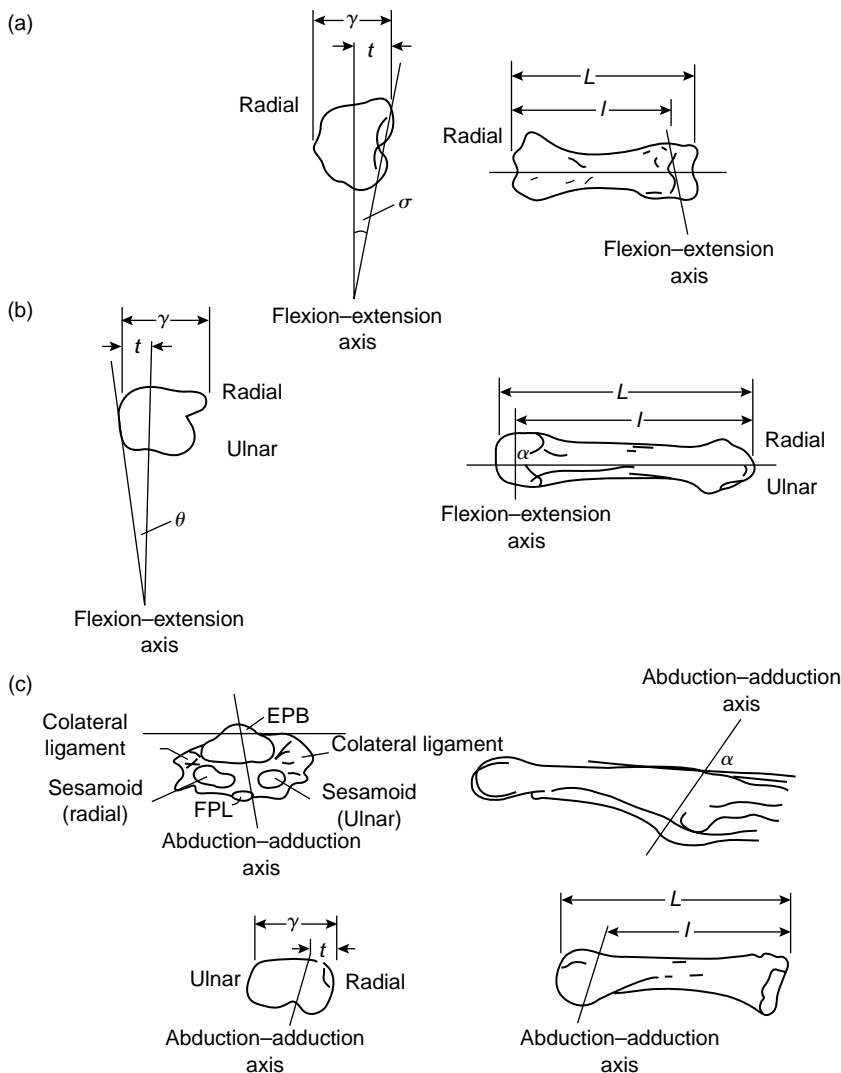 (a)
γ
t
Radial
σ
Flexion–extension
axis
L
l
Radial
Flexion–extension
axis
(b)
γ
t
Radial
Ulnar
θ
Flexion–extension
axis
L
l
α
Radial
Ulnar
Flexion–extension
axis
(c)
EPB
Colateral
ligament
Colateral ligament
Sesamoid
(radial)
FPL
Sesamoid
(Ulnar)
Abduction–adduction
axis
Abduction–adduction
axis
α
γ
t
Ulnar
Radial
Abduction–adduction
axis
L
l
Abduction–adduction
axis